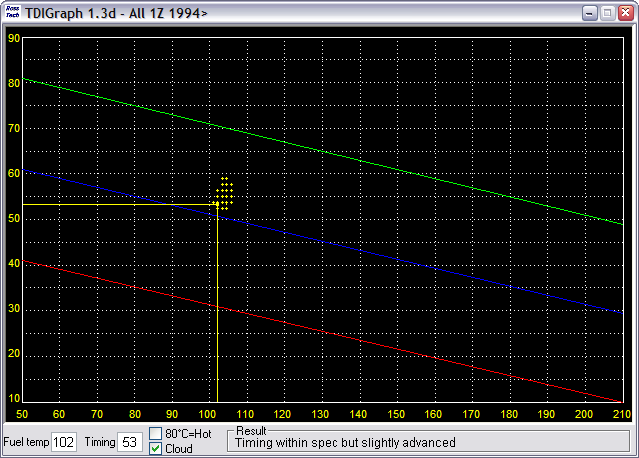 Ross Tech TDIGraph 1.3d - All 1Z 1994>
90
80
70
60
50
40
30
20
10
50 60 70 80 90 100 110 120 130 140 150 160 170 180 190 200 210
Fuel temp 102 Timing 53 80°C=Hot
Cloud
Result
Timing within spec but slightly advanced